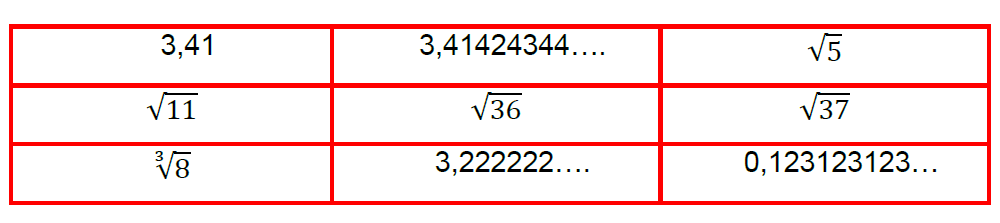 3,41 3,41424344…. √5
√11 √36 √37
∛8 3,222222…. 0,123123123…